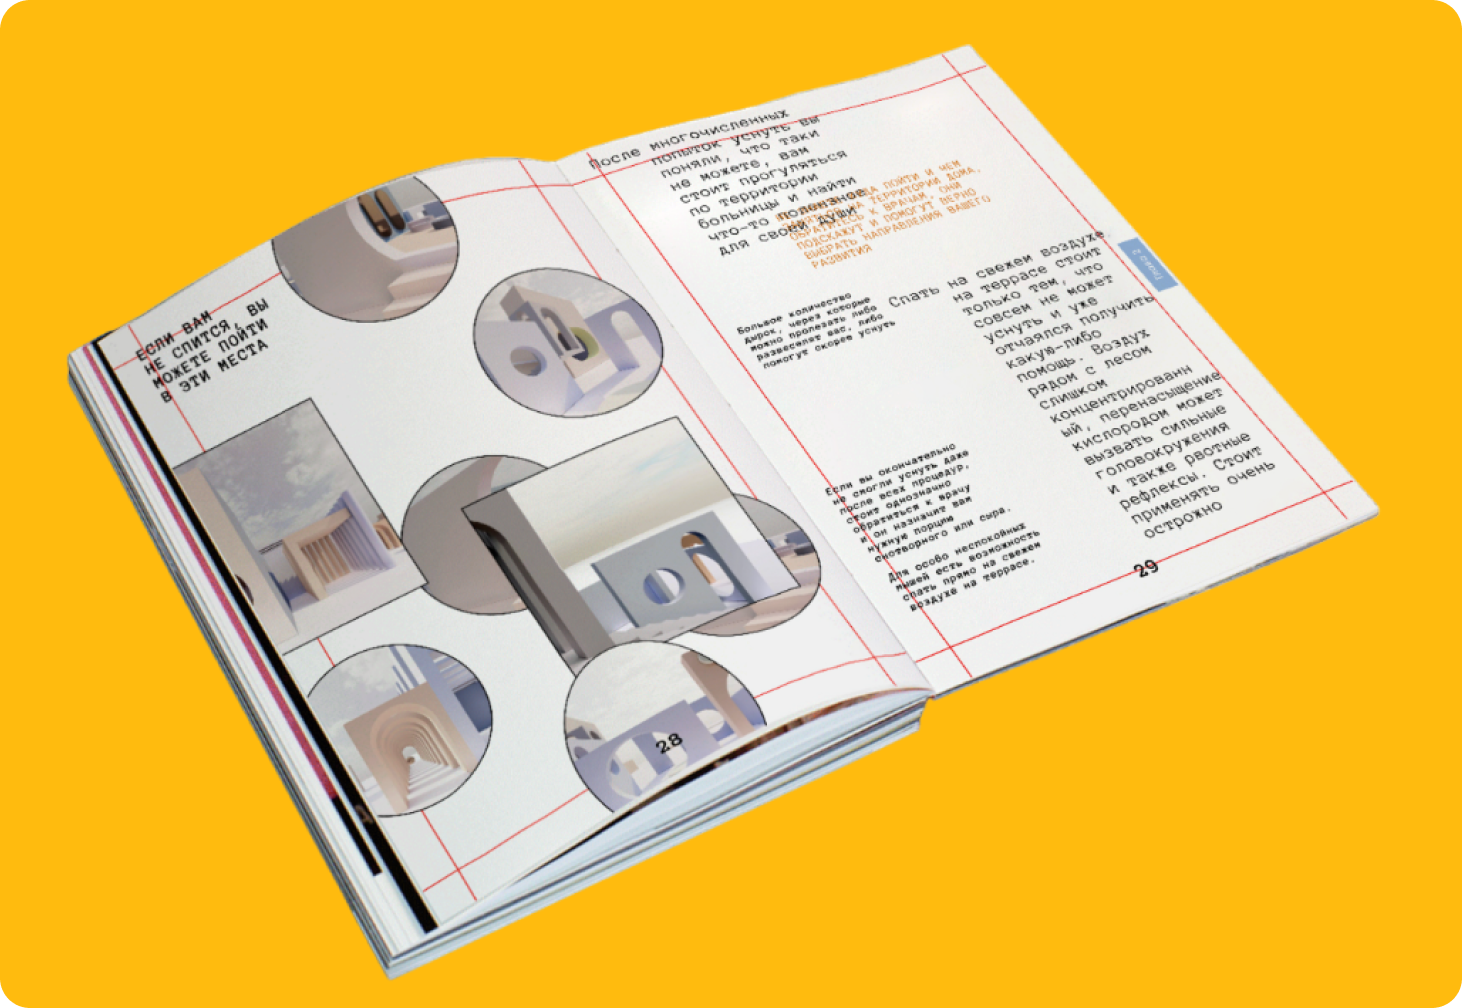 ЕСЛИ ВАМ
НЕ СПИТСЯ, ВЫ
МОЖЕТЕ ПОЙТИ
В ЭТИ МЕСТА
28
После многочисленных
попыток уснуть вы
поняли, что таки
не можете, вам
стоит прогуляться
по территории
больницы и найти
что-то полезное
для своей души
ПОЙТИ И ЧЕМ
НА ТЕРРИТОРИИ ДОМА,
ОБРАТИТЕСЬ К ВРАЧАМ, ОНИ
ПОДСКАЖУТ И ПОМОГУТ ВЕРНО
ВЫБРАТЬ НАПРАВЛЕНИЯ ВАШЕГО
РАЗВИТИЯ
Большое количество
дырок, через которые
можно пролезать либо
развеселят вас, либо
помогут скорее уснуть
Спать на свежем воздухе
на террасе стоит
только тем, что
совсем не может
уснуть и уже
отчаялся получить
какую-либо
помощь. Воздух
рядом с лесом
слишком
концентрированн
ый, перенасыщение
кислородом может
вызвать сильные
головокружения
и также рвотные
рефлексы. Стоит
применять очень
осторожно
Если вы окончательно
не смогли уснуть даже
после всех процедур,
стоит однозначно
обратиться к врачу
и он назначит вам
нужную порцию
снотворного или сыра.
Для особо неспокойных
мышей есть возможность
спать прямо на свежем
воздухе на террасе.
Глава 2
29